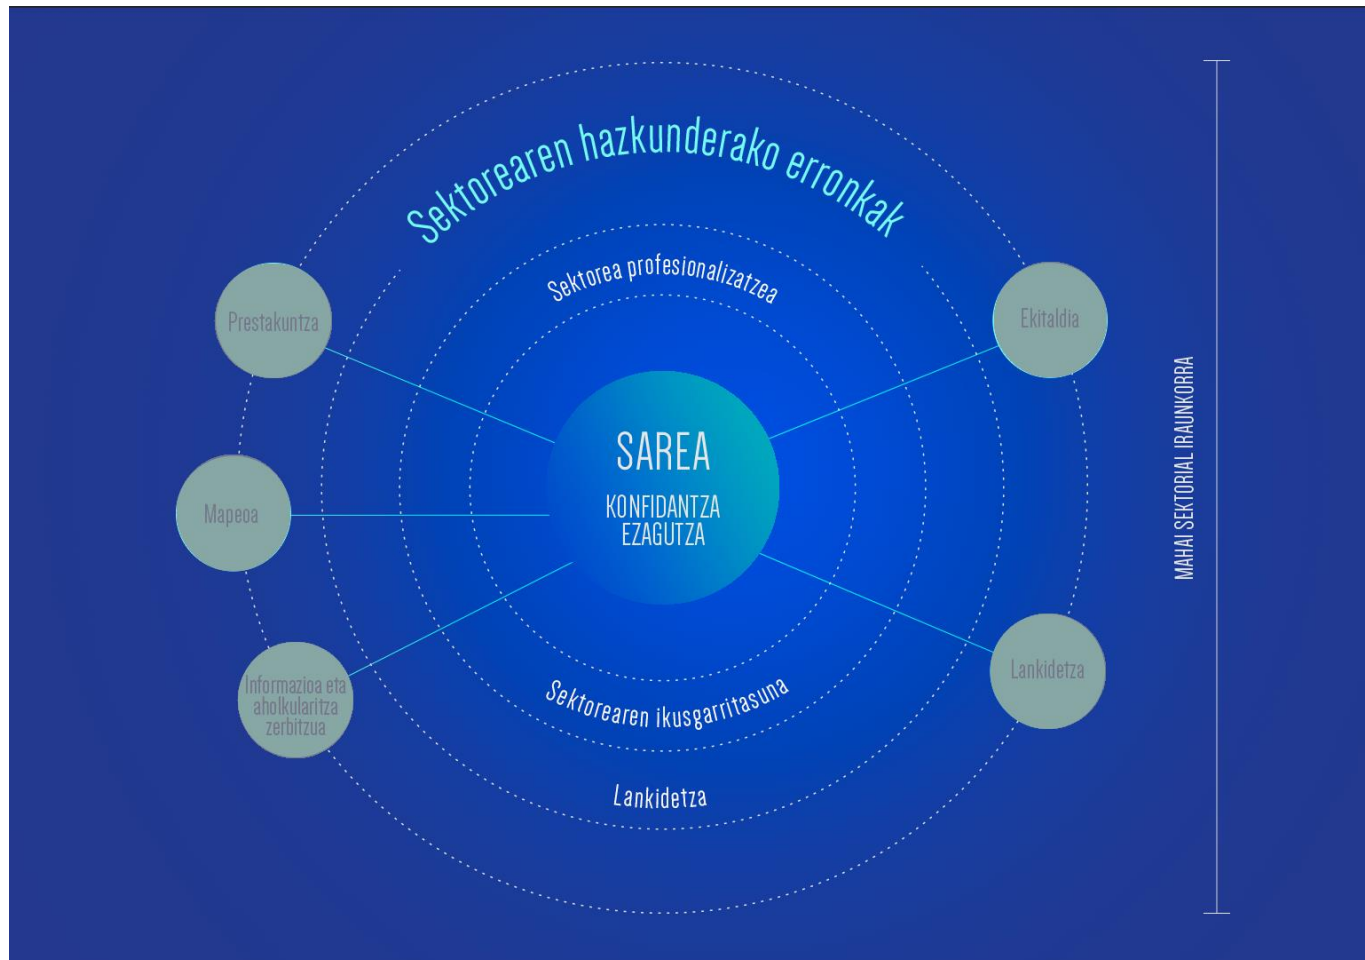 Sektorearen hazkunderako erronkak
Sektorea profesionalizatzea
Prestakuntza
Ekitaldia
SAREA
KONFIDANTZA
EZAGUTZA
Mapeoa
MAHAI SEKTORIAL IRAUNKORRA
Informazioa eta
aholkularitza
zerbitzua
Lankidetza
Sektorearen ikusgarritasuna
Lankidetza